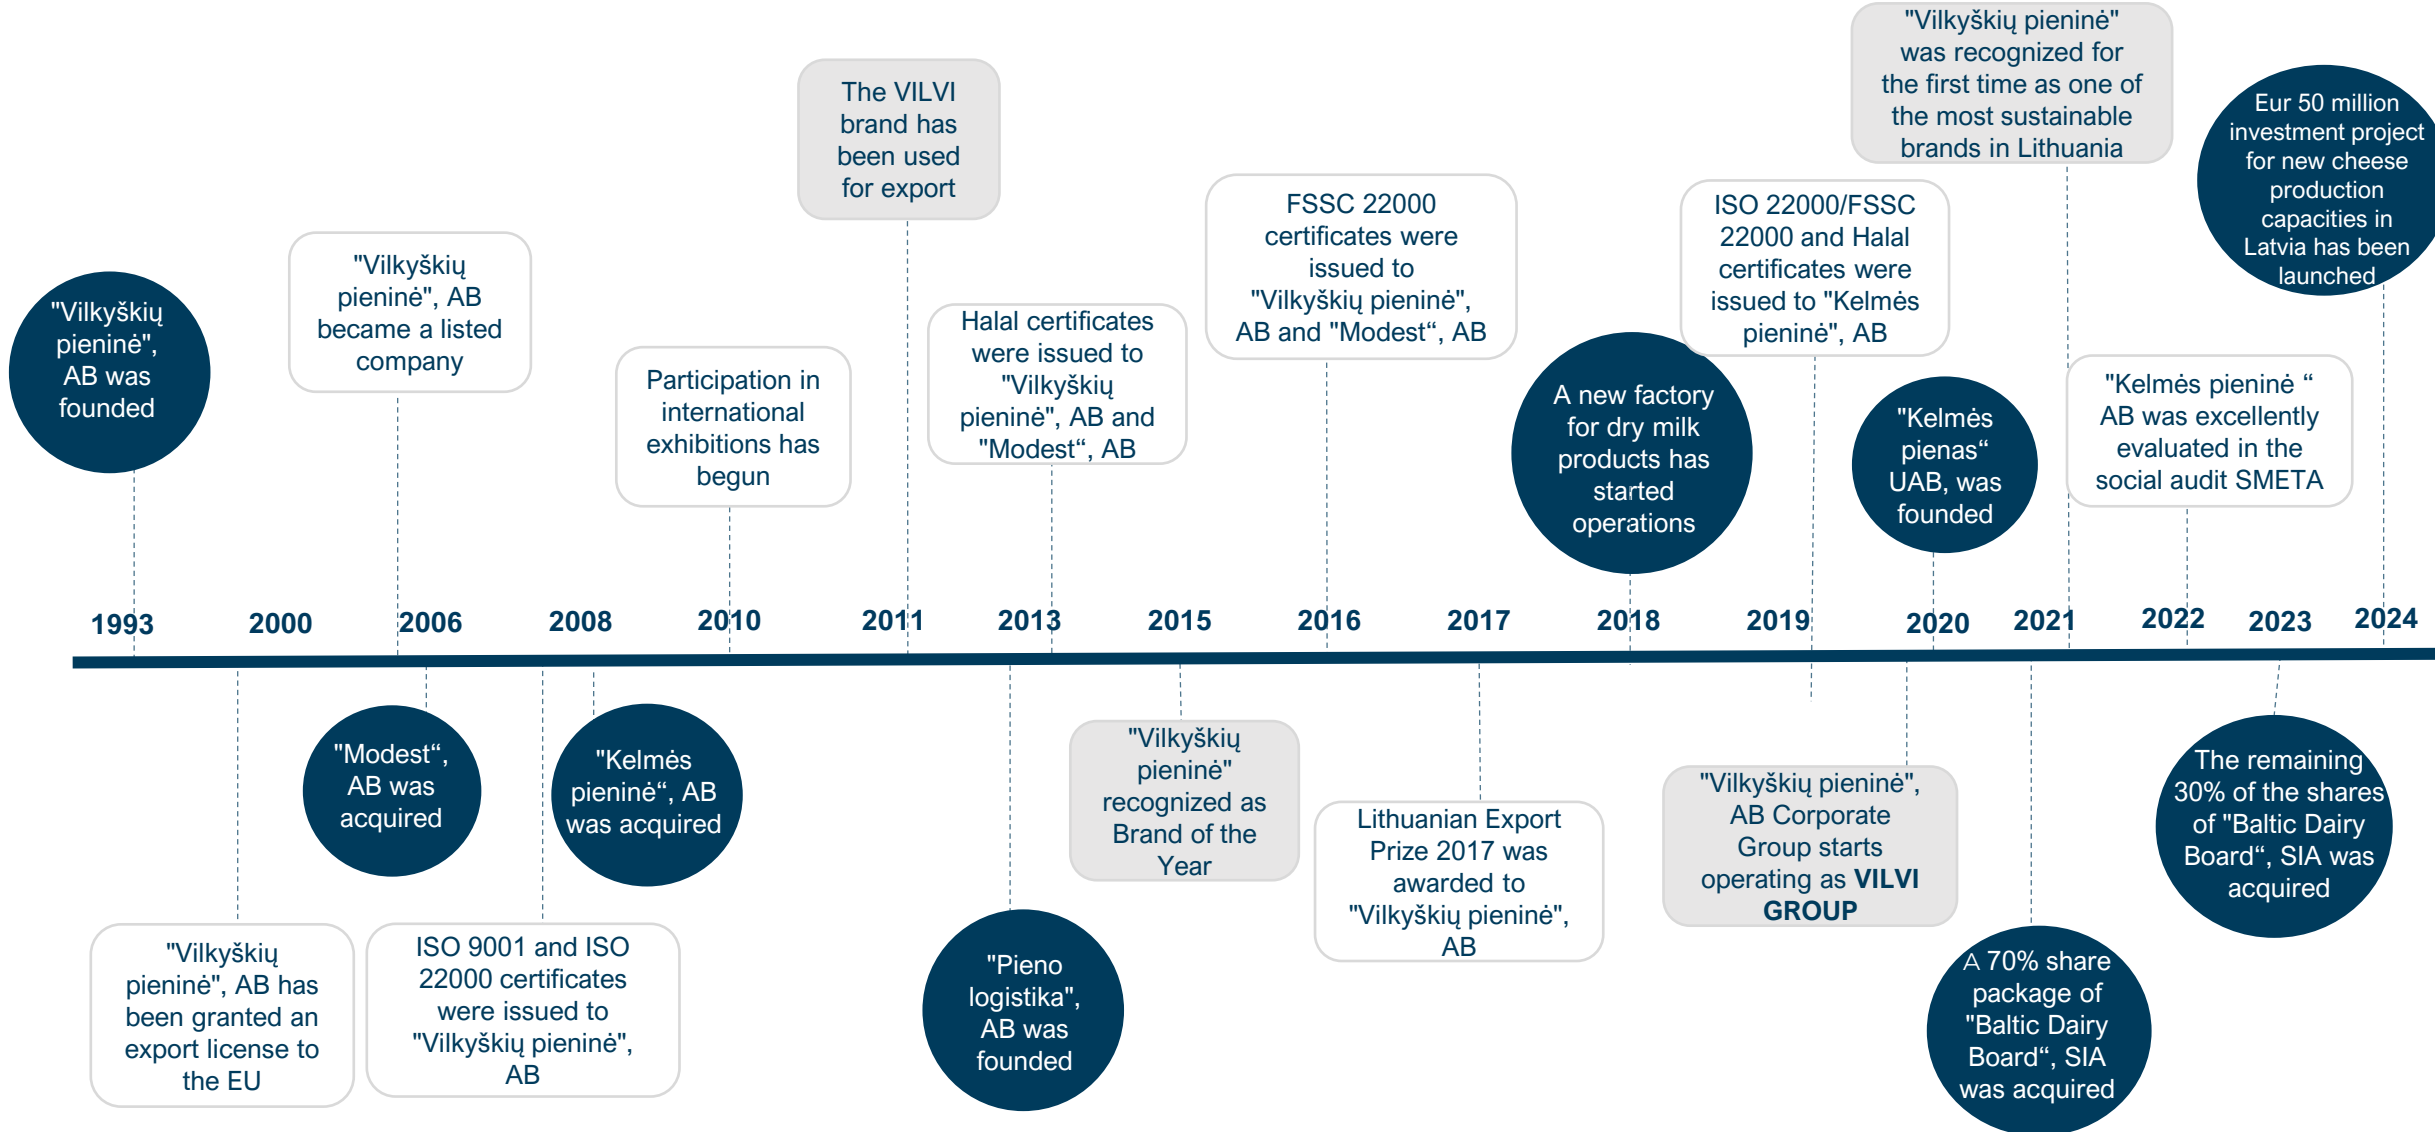 "Vilkyškių
pieninė",
AB was
founded
"Vilkyškių
pieninė", AB
became a listed
company
Participation in
international
exhibitions has
begun
The VILVI
brand has
been used
for export
Halal certificates
were issued to
"Vilkyškių
pieninė", AB and
"Modest“, AB
FSSC 22000
certificates were
issued to
"Vilkyškių pieninė",
AB and "Modest“, AB
A new factory
for dry milk
products has
started
operations
ISO 22000/FSSC
22000 and Halal
certificates were
issued to "Kelmės
pieninė", AB
"Kelmės
pienas“
UAB, was
founded
"Vilkyškių pieninė"
was recognized for
the first time as one of
the most sustainable
brands in Lithuania
"Kelmės pieninė “
AB was excellently
evaluated in the
social audit SMETA
Eur 50 million
investment project
for new cheese
production
capacities in
Latvia has been
launched
1993 2000 2006 2008 2010 2011 2013 2015 2016 2017 2018 2019 2020 2021 2022 2023 2024
"Vilkyškių
pieninė", AB has
been granted an
export license to
the EU
"Modest“,
AB was
acquired
ISO 9001 and ISO
22000 certificates
were issued to
"Vilkyškių pieninė",
AB
"Kelmės
pieninė“, AB
was acquired
"Pieno
logistika",
AB was
founded
"Vilkyškių
pieninė"
recognized as
Brand of the
Year
Lithuanian Export
Prize 2017 was
awarded to
"Vilkyškių pieninė",
AB
"Vilkyškių pieninė",
AB Corporate
Group starts
operating as VILVI
GROUP
A 70% share
package of
"Baltic Dairy
Board“, SIA
was acquired
The remaining
30% of the shares
of "Baltic Dairy
Board“, SIA was
acquired